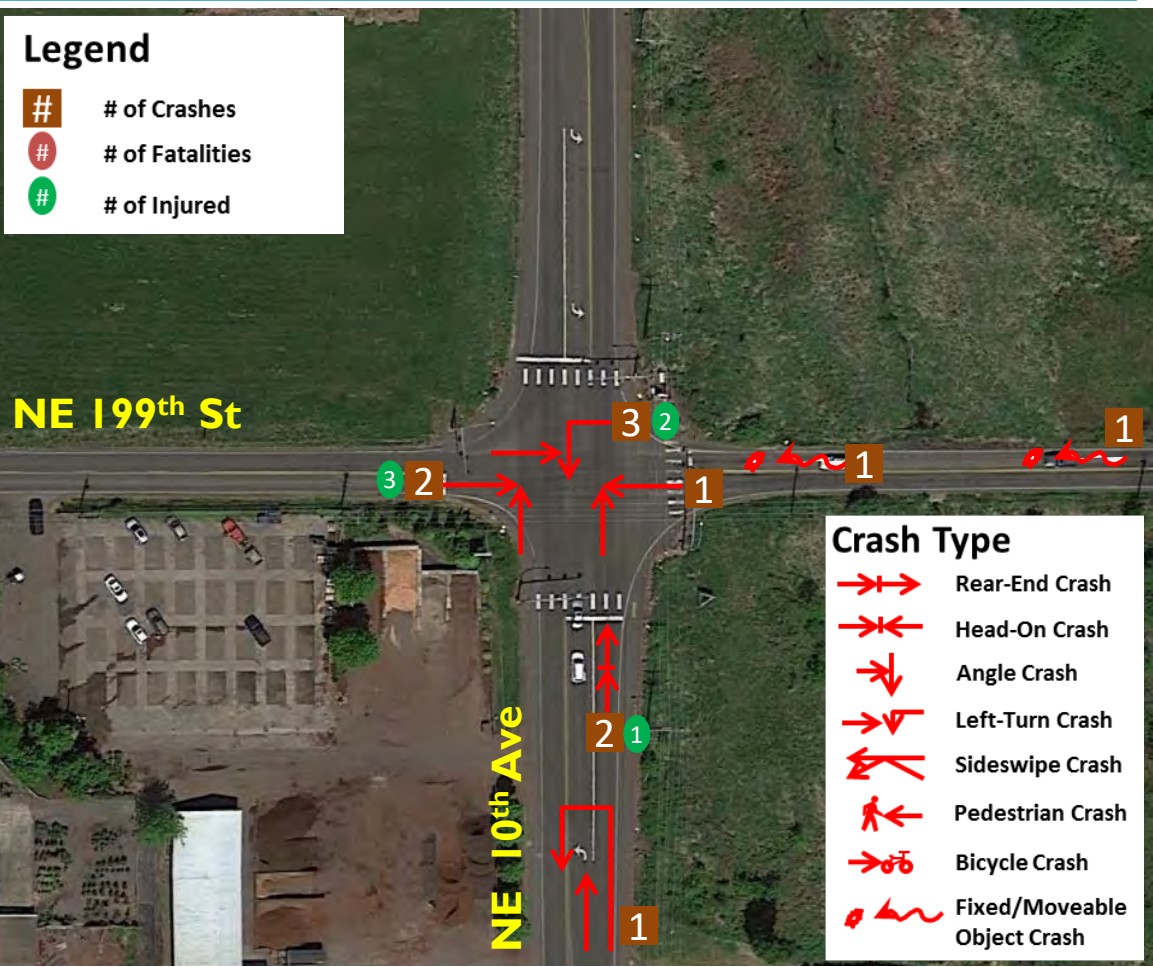 Legend
# # of Crashes
# # of Fatalities
# # of Injured
NE 199th St
3 2
1
1
3 2
1
2 1
1
NE 10th Ave
Crash Type
Rear-End Crash
Head-On Crash
Angle Crash
Left-Turn Crash
Sideswipe Crash
Pedestrian Crash
Bicycle Crash
Fixed/Moveable
Object Crash